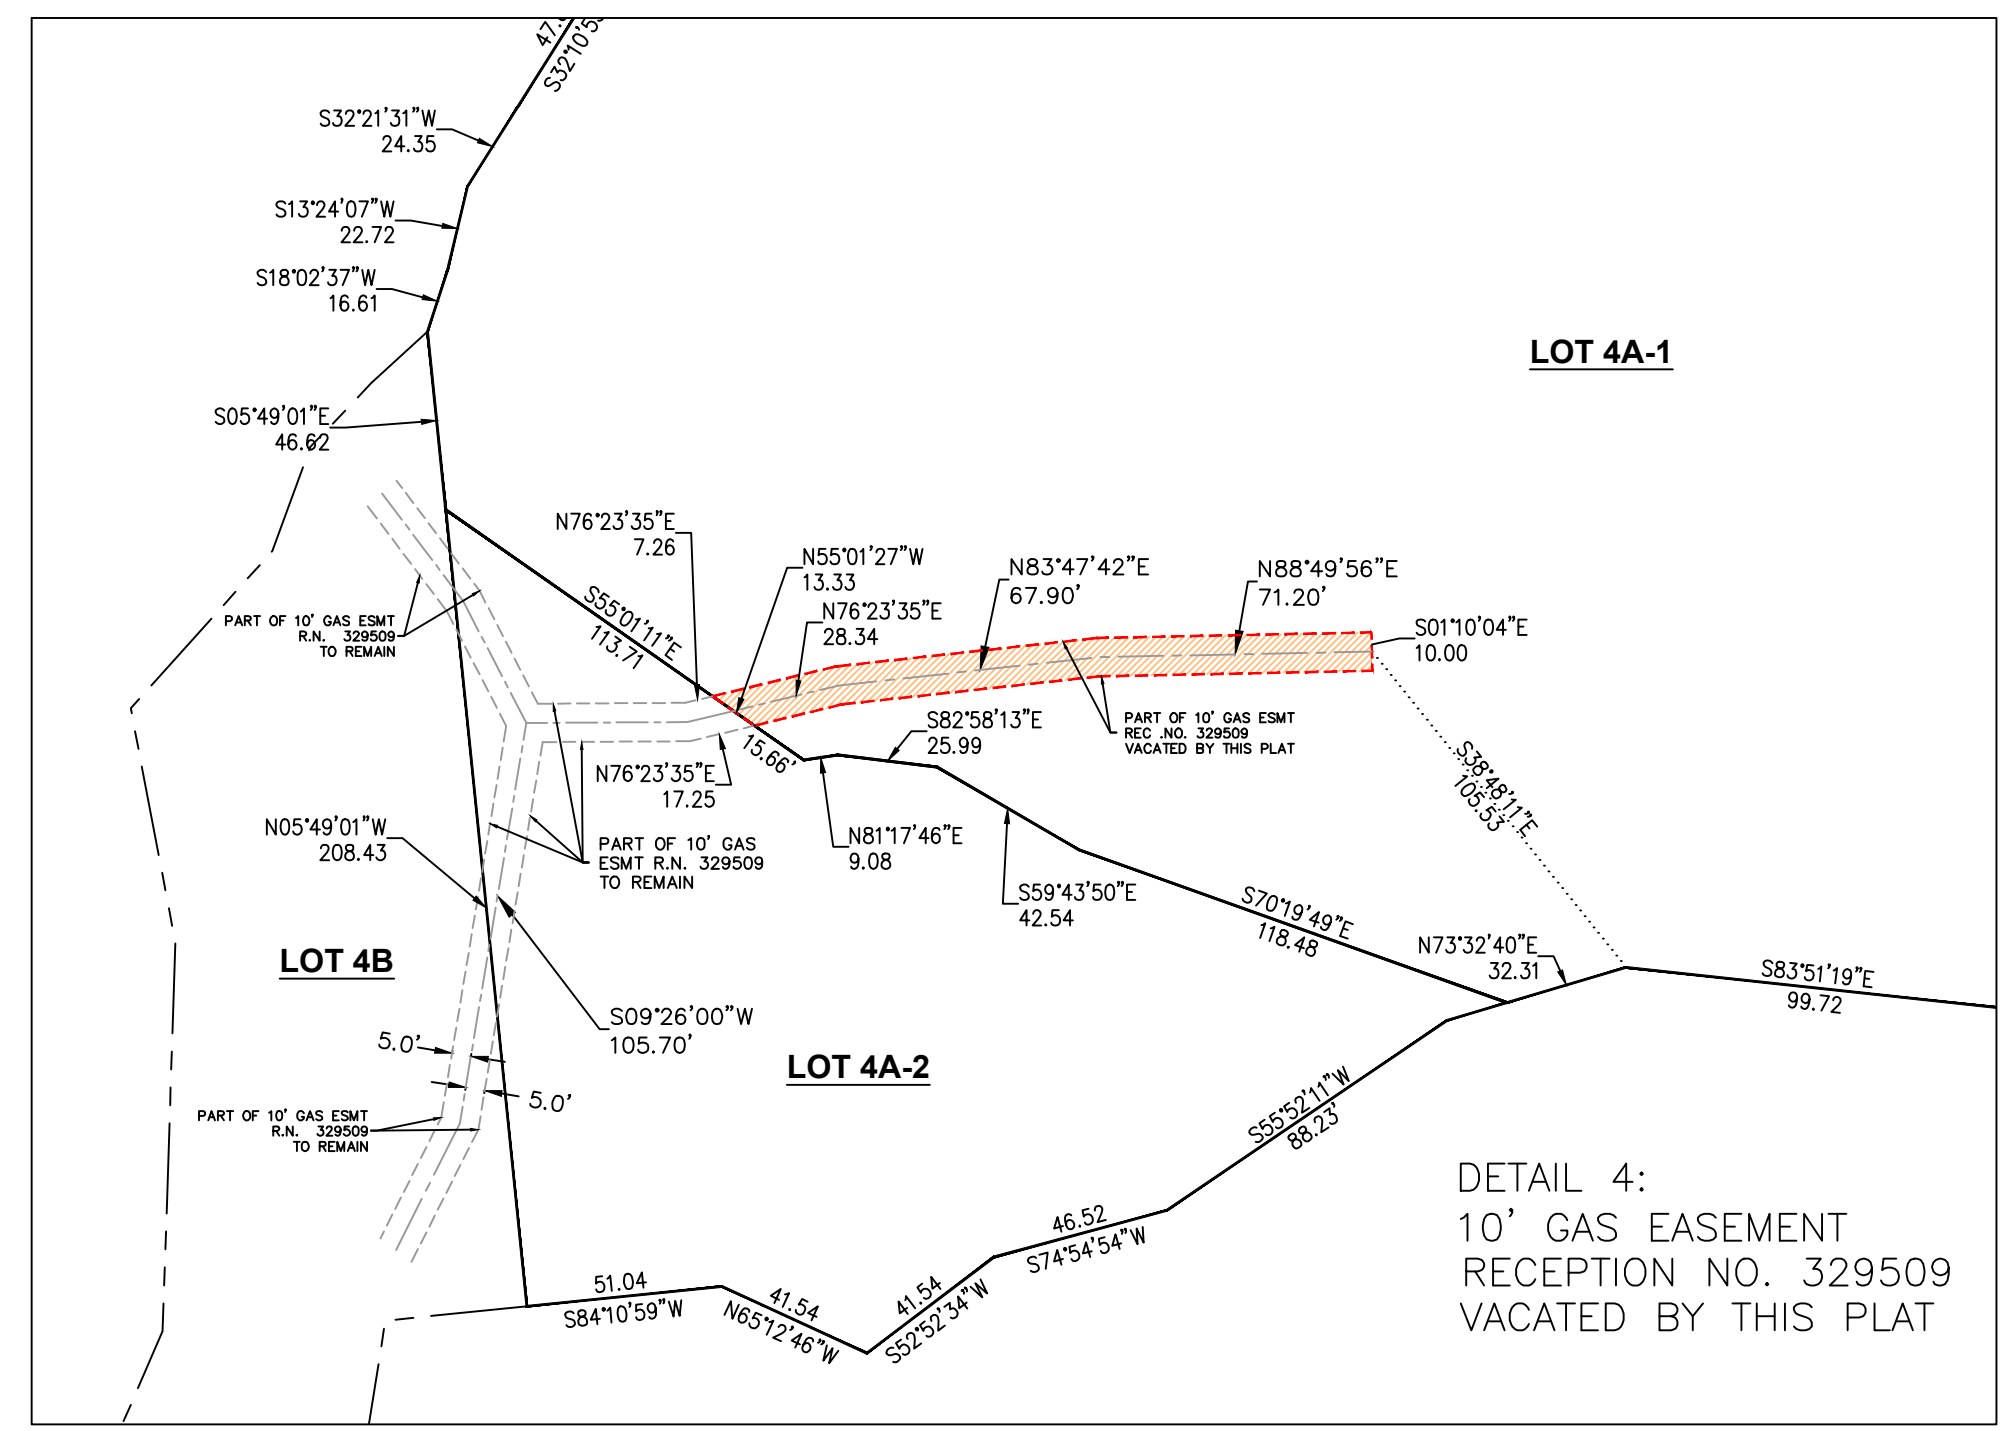 47.
S32°10'5
S32°21'31"W
24.35
S13°24'07"W
22.72
S18°02'37"W
16.61
LOT 4A-1
S05°49'01"E
46.62
N76°23'35"E
7.26
N55°01'27"W
13.33
N83°47'42"E
67.90'
N88°49'56"E
71.20'
S55°01'11"E
113.71
N76°23'35"E
28.34
S01°10'04"E
10.00
PART OF 10' GAS ESMT
R.N. 329509
TO REMAIN
S82°58'13"E
25.99
PART OF 10' GAS ESMT
REC .NO. 329509
VACATED BY THIS PLAT
15.66'
N76°23'35"E
17.25
S38°48'11"E
105.53
N05°49'01"W
208.43
PART OF 10' GAS
ESMT R.N. 329509
TO REMAIN
N81°17'46"E
9.08
S59°43'50"E
42.54
S70°19'49"E
118.48
N73°32'40"E
32.31
S83°51'19"E
99.72
LOT 4B
S09°26'00"W
105.70'
5.0'
LOT 4A-2
5.0'
PART OF 10' GAS ESMT
R.N. 329509
TO REMAIN
S55°52'11"W
88.23'
DETAIL 4:
10' GAS EASEMENT
RECEPTION NO. 329509
VACATED BY THIS PLAT
46.52
S74°54'54"W
51.04
S84°10'59"W
41.54
N65°12'46"W
41.54
S52°52'34"W